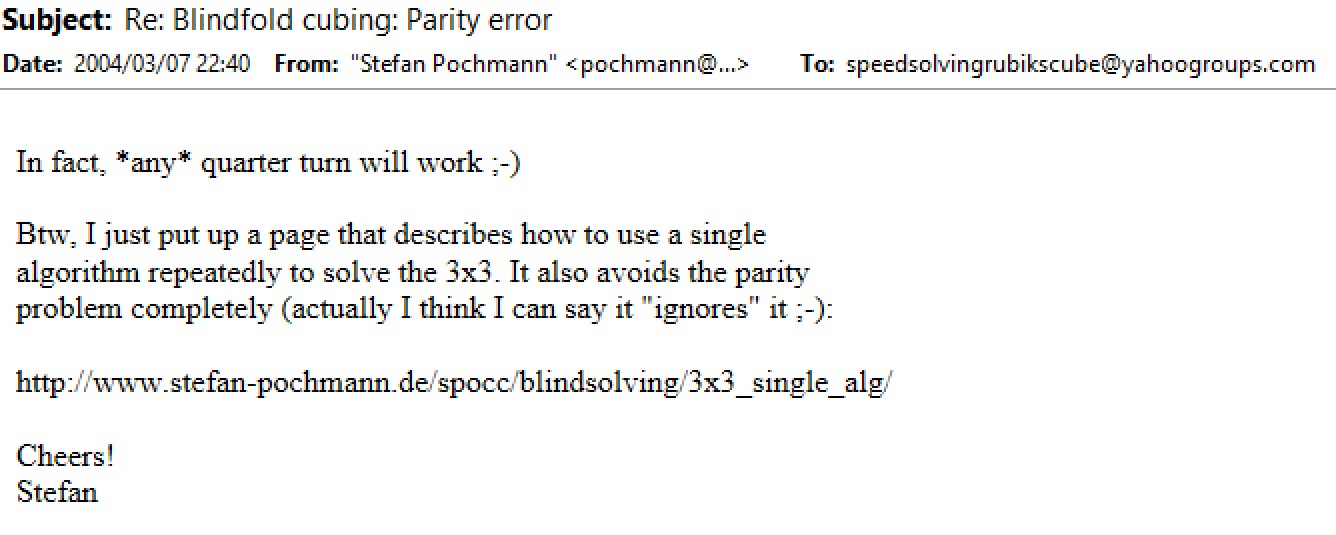 Subject: Re: Blindfold cubing: Parity error
Date: 2004/03/07 22:40 From: "Stefan Pochmann" <pochmann@...> To: speedsolvingrubikscube@yahoogroups.com
In fact, *any* quarter turn will work ;-)
Btw, I just put up a page that describes how to use a single
algorithm repeatedly to solve the 3x3. It also avoids the parity
problem completely (actually I think I can say it "ignores" it ;-):
http://www.stefan-pochmann.de/spocc/blindsolving/3x3_single_alg/
Cheers!
Stefan